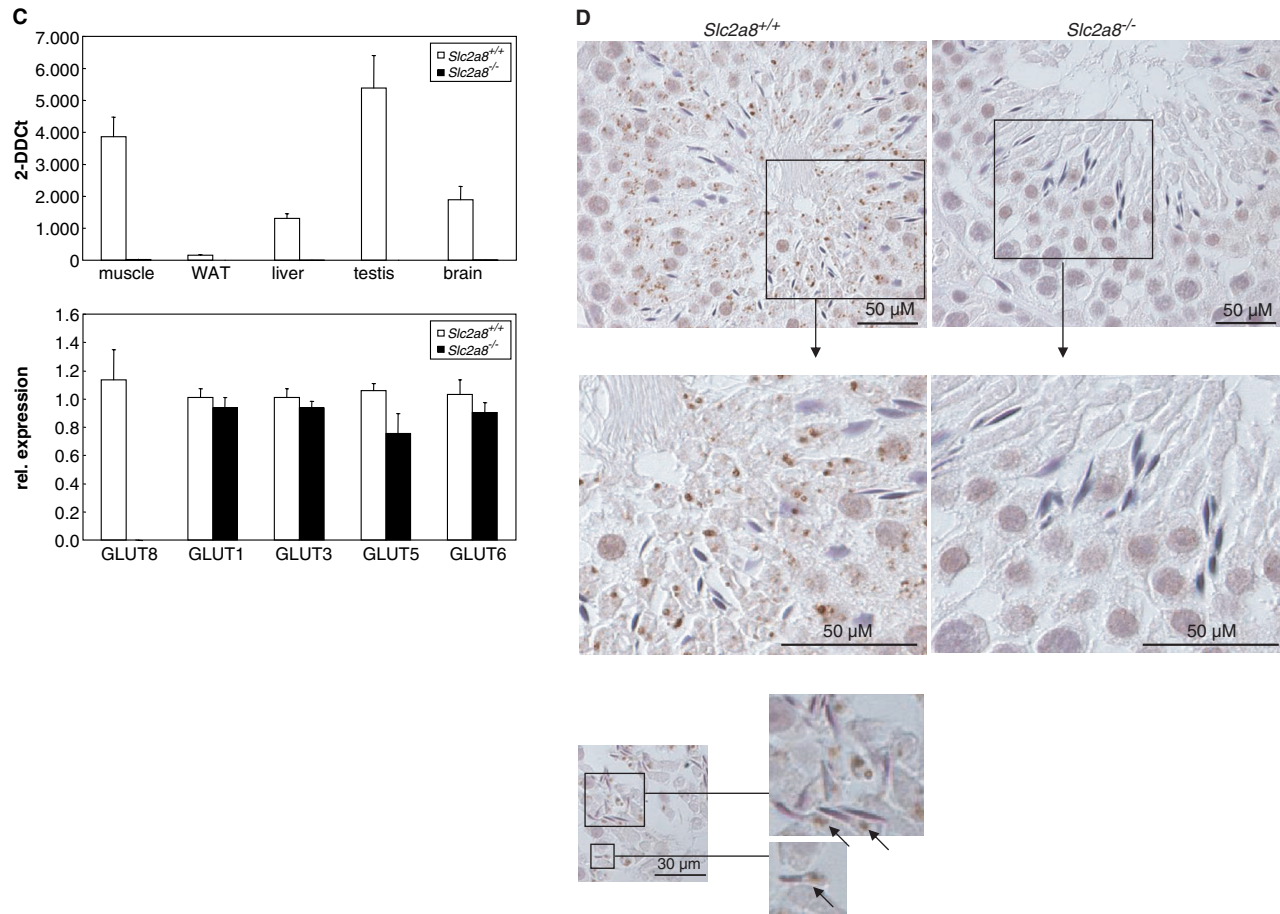 C
7.000
6.000
5.000
4.000
3.000
2.000
1.000
0
2-DDCt
Slc2a8+/+
Slc2a8-/-
muscle WAT liver testis brain
1.6
1.4
1.2
1.0
0.8
0.6
0.4
0.2
0.0
rel. expression
Slc2a8+/+
Slc2a8-/-
GLUT8 GLUT1 GLUT3 GLUT5 GLUT6
D
Slc2a8+/+ Slc2a8-/-
50 µM 50 µM
50 µM 50 µM
30 µm